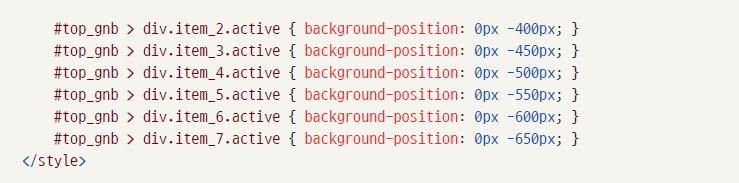 #top_gnb > div.item_2.active { background-position: 0px -400px; }
#top_gnb > div.item_3.active { background-position: 0px -450px; }
#top_gnb > div.item_4.active { background-position: 0px -500px; }
#top_gnb > div.item_5.active { background-position: 0px -550px; }
#top_gnb > div.item_6.active { background-position: 0px -600px; }
#top_gnb > div.item_7.active { background-position: 0px -650px; }
</style>